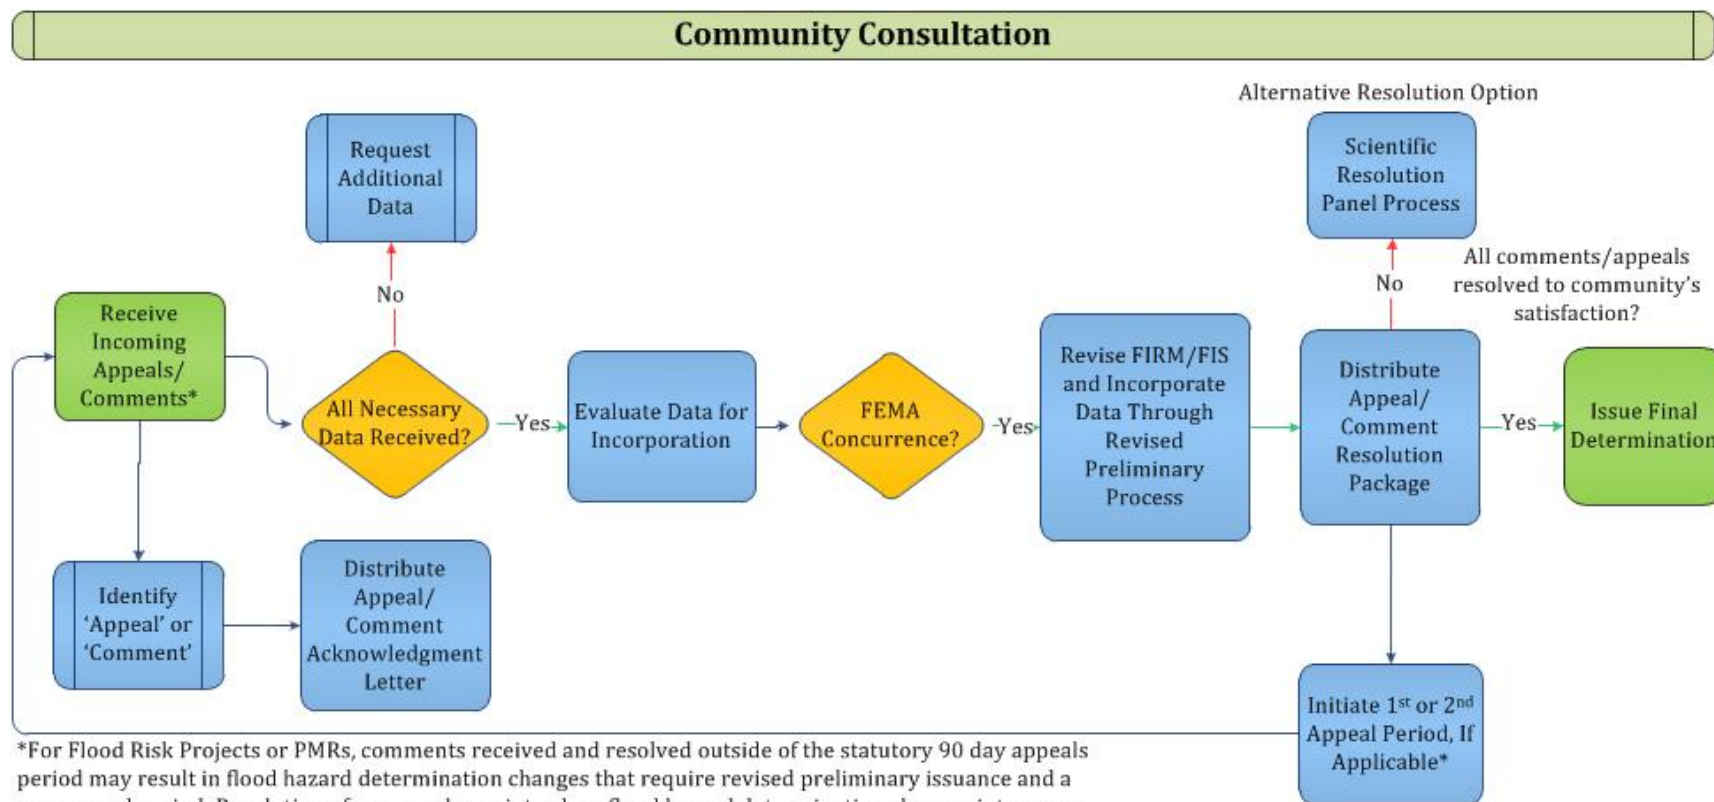 Community Consultation
Alternative Resolution Option
Request
Additional
Data
Scientific
Resolution
Panel Process
No
No
All comments/appeals
resolved to community's
satisfaction?
Receive
Incoming
Appeals/
Comments*
All Necessary
Data Received?
Yes
Evaluate Data for
Incorporation
FEMA
Concurrence?
Yes
Revise FIRM/FIS
and Incorporate
Data Through
Revised
Preliminary
Process
Distribute
Appeal/
Comment
Resolution
Package
Yes
Issue Final
Determination
Identify
‘Appeal’ or
‘Comment’
Distribute
Appeal/
Comment
Acknowledgment
Letter
Initiate 1st or 2nd
Appeal Period, If
Applicable*
*For Flood Risk Projects or PMRs, comments received and resolved outside of the statutory 90 day appeals
period may result in flood hazard determination changes that require revised preliminary issuance and a